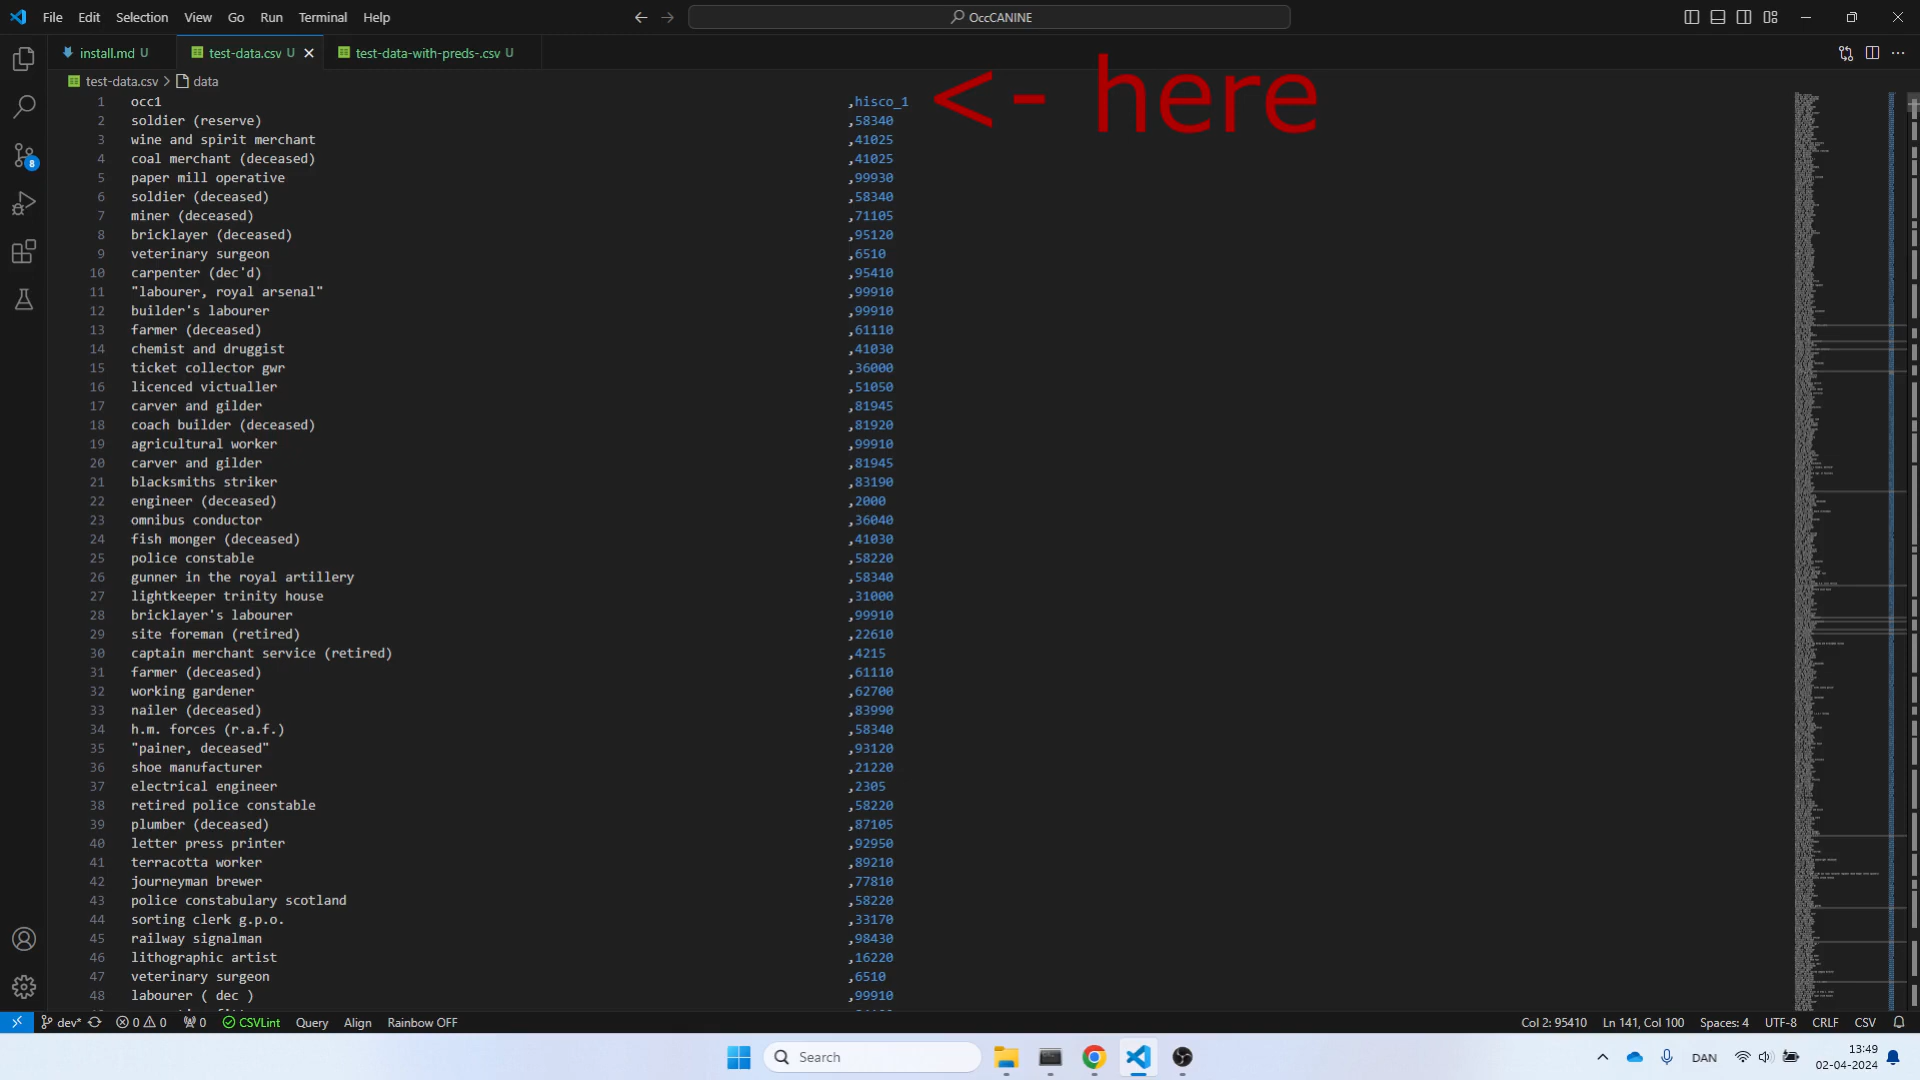 File Edit Selection View Go Run Terminal Help OccCANINE
install.md U test-data.csv U test-data-with-preds-.csv U
test-data.csv > data
<- here
1 occ1 ,hisco_1
2 soldier (reserve) ,58340
3 wine and spirit merchant ,41025
4 coal merchant (deceased) ,41025
5 paper mill operative ,99930
6 soldier (deceased) ,58340
7 miner (deceased) ,71105
8 bricklayer (deceased) ,95120
9 veterinary surgeon ,6510
10 carpenter (dec'd) ,95410
11 "labourer, royal arsenal" ,99910
12 builder's labourer ,99910
13 farmer (deceased) ,61110
14 chemist and druggist ,41030
15 ticket collector gwr ,36000
16 licenced victualler ,51050
17 carver and gilder ,81945
18 coach builder (deceased) ,81920
19 agricultural worker ,99910
20 carver and gilder ,81945
21 blacksmiths striker ,83190
22 engineer (deceased) ,2000
23 omnibus conductor ,36040
24 fish monger (deceased) ,41030
25 police constable ,58220
26 gunner in the royal artillery ,58340
27 lightkeeper trinity house ,31000
28 bricklayer's labourer ,99910
29 site foreman (retired) ,22610
30 captain merchant service (retired) ,4215
31 farmer (deceased) ,61110
32 working gardener ,62700
33 nailer (deceased) ,83990
34 h.m. forces (r.a.f.) ,58340
35 "painer, deceased" ,93120
36 shoe manufacturer ,21220
37 electrical engineer ,2305
38 retired police constable ,58220
39 plumber (deceased) ,87105
40 letter press printer ,92950
41 terracotta worker ,89210
42 journeyman brewer ,77810
43 police constabulary scotland ,58220
44 sorting clerk g.p.o. ,33170
45 railway signalman ,98430
46 lithographic artist ,16220
47 veterinary surgeon ,6510
48 labourer ( dec ) ,99910
8
dev* 0 0 0 CSVLint Query Align Rainbow OFF Col 2: 95410 Ln 141, Col 100 Spaces: 4 UTF-8 CRLF CSV
Search DAN 13:49
02-04-2024